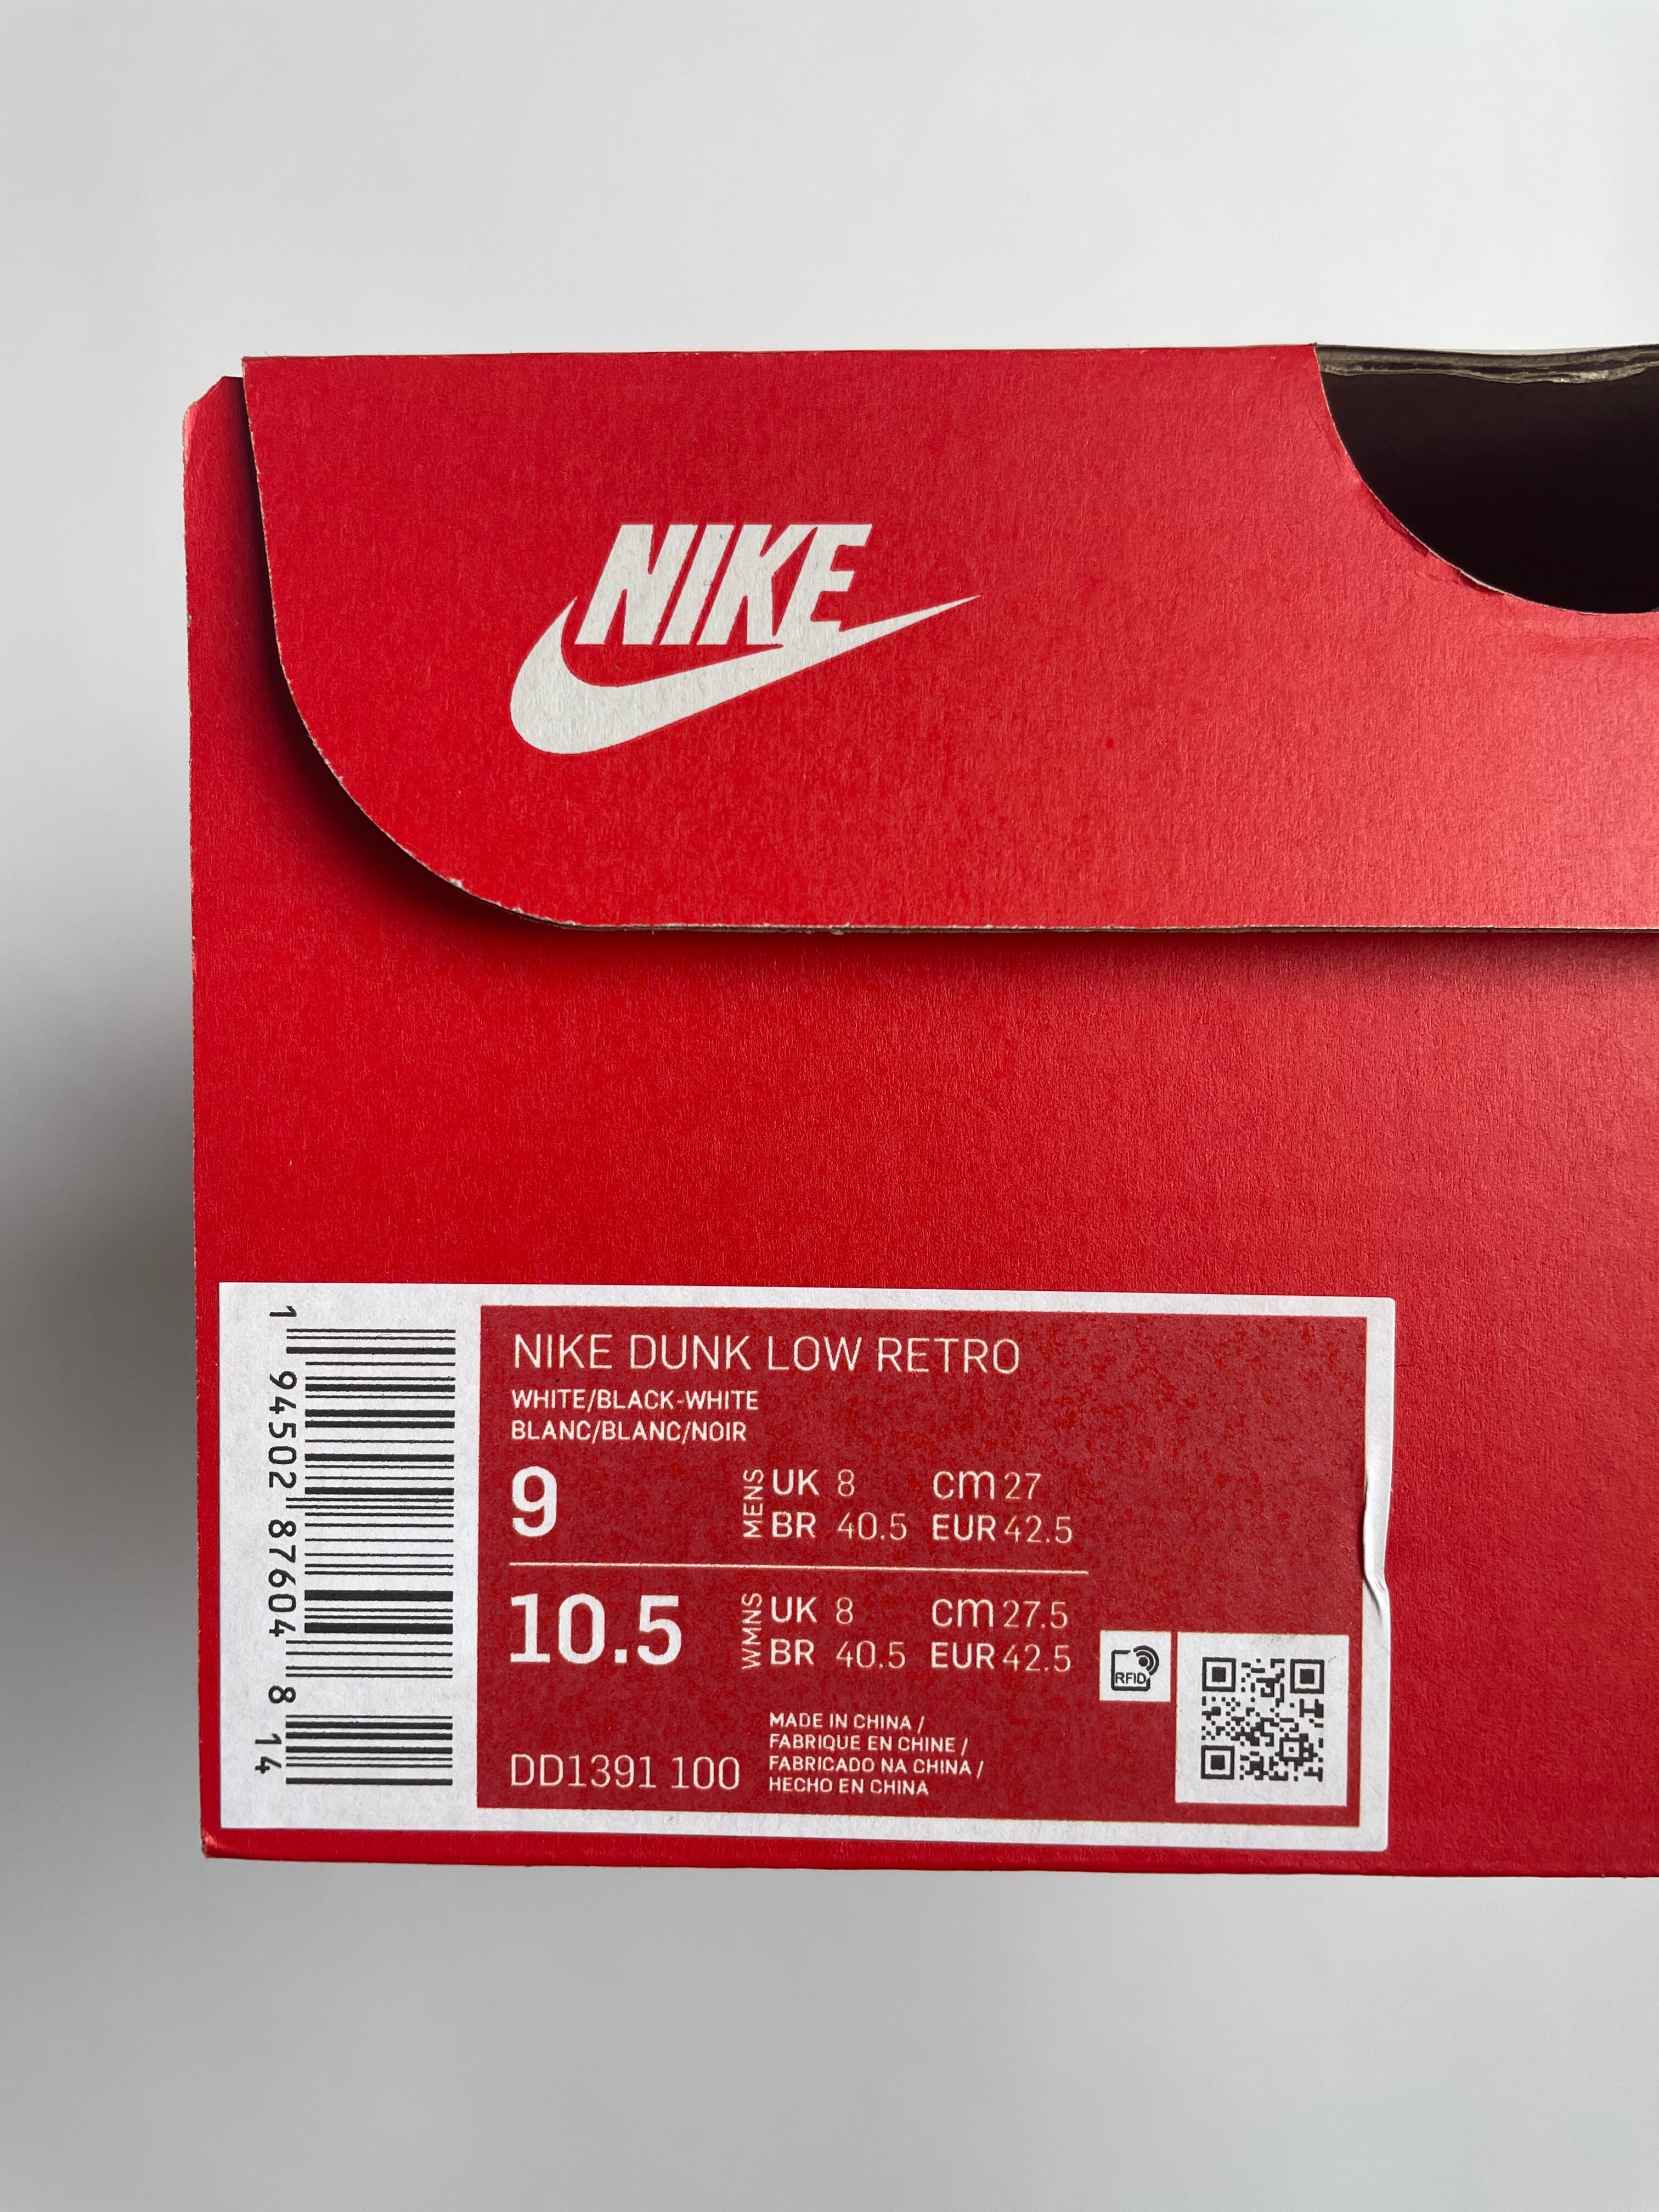 NIKE
NIKE DUNK LOW RETRO
WHITE/BLACK-WHITE
BLANC/BLANC/NOIR
9
MENS
UK 8 cm 27
BR 40.5 EUR 42.5
10.5
WMNS
UK 8 cm 27.5
BR 40.5 EUR 42.5
RFID
DD1391 100
MADE IN CHINA /
FABRIQUE EN CHINE /
FABRICADO NA CHINA /
HECHO EN CHINA
1 94502 87604 8 14